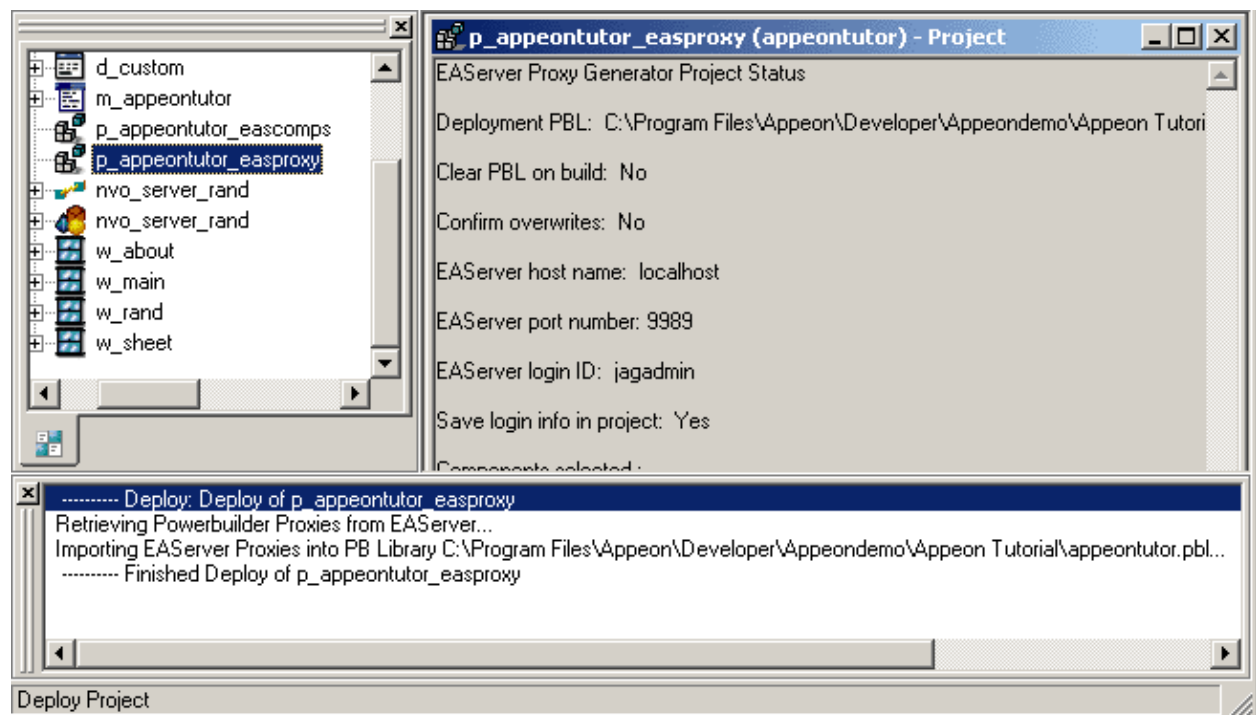 d_custom
m_appeontutor
p_appeontutor_eascomps
p_appeontutor_easproxy
nvo_server_rand
nvo_server_rand
w_about
w_main
w_rand
w_sheet
p_appeontutor_easproxy (appeontutor) - Project
EAServer Proxy Generator Project Status
Deployment PBL:  C:\Program Files\Appeon\Developer\Appeondemo\Appeon Tutori
Clear PBL on build:  No
Confirm overwrites:  No
EAServer host name:  localhost
EAServer port number: 9989
EAServer login ID:  jagadmin
Save login info in project:  Yes
Components selected :
---------- Deploy: Deploy of p_appeontutor_easproxy
Retrieving Powerbuilder Proxies from EAServer...
Importing EAServer Proxies into PB Library C:\Program Files\Appeon\Developer\Appeondemo\Appeon Tutorial\appeontutor.pbl...
---------- Finished Deploy of p_appeontutor_easproxy
Deploy Project